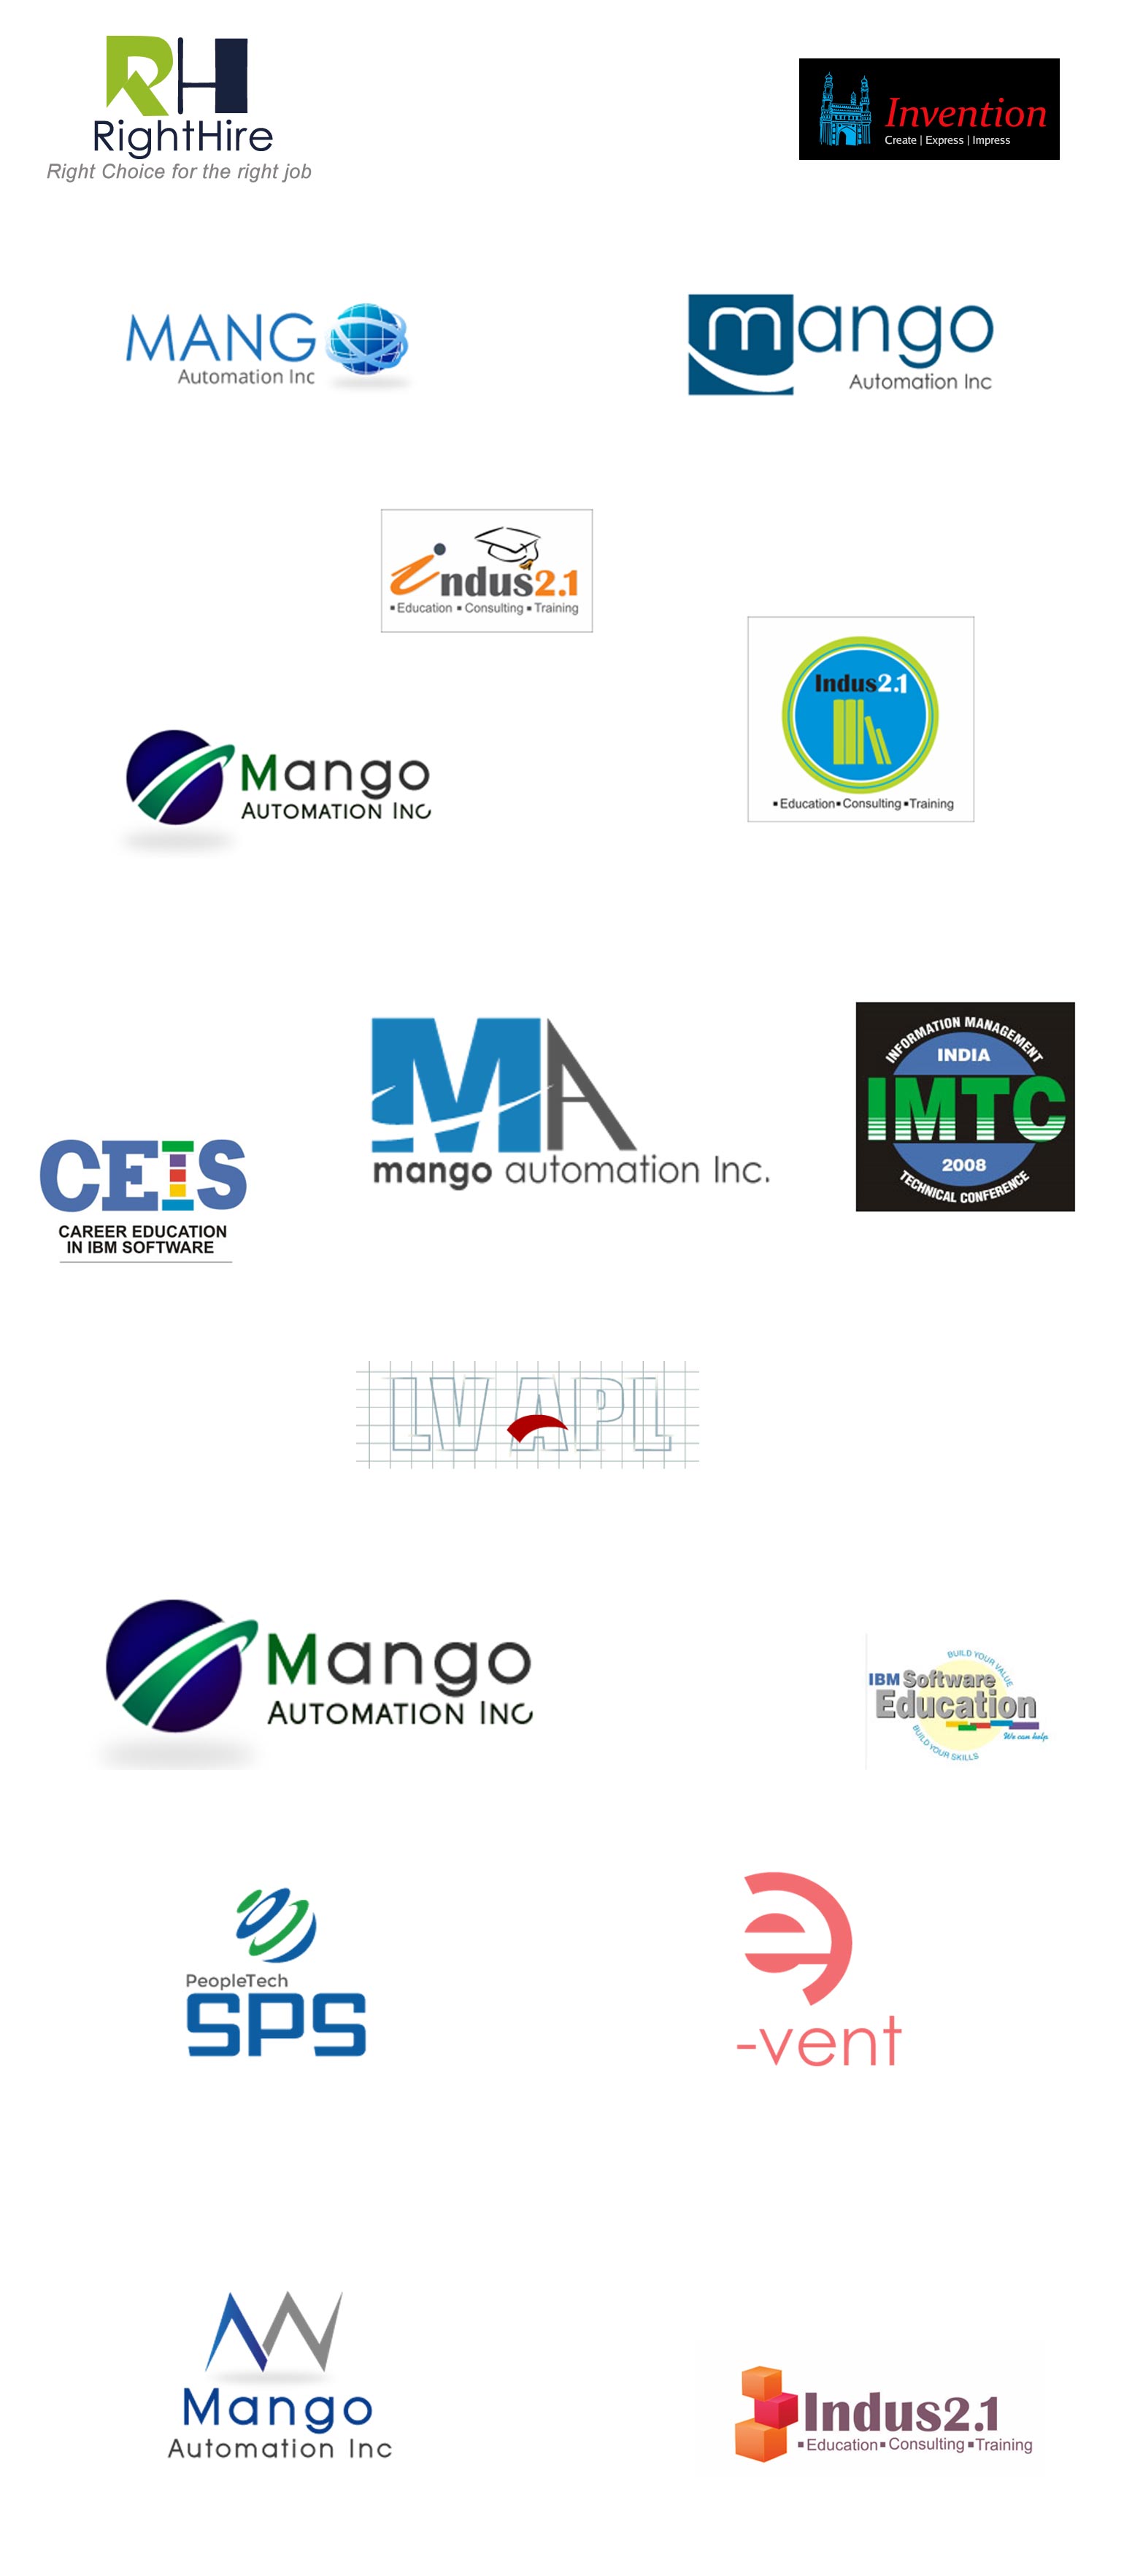 RH
RightHire
Right Choice for the right job
Invention
Create | Express | Impress
MANG
Automation Inc
mango
Automation Inc
indus2.1
▪Education ▪ Consulting ▪ Training
Indus2.1
▪Education▪Consulting ▪Training
Mango
AUTOMATION INC
MA
mango automation Inc.
INFORMATION MANAGEMENT
INDIA
IMTC
2008
TECHNICAL CONFERENCE
CEIS
CAREER EDUCATION
IN IBM SOFTWARE
LV APL
Mango
AUTOMATION INC
BUILD YOUR VALUE
IBM Software
Education
We can help
BUILD YOUR SKILLS
PeopleTech
SPS
e
-vent
Mango
Automation Inc
Indus2.1
▪Education▪Consulting ▪Training